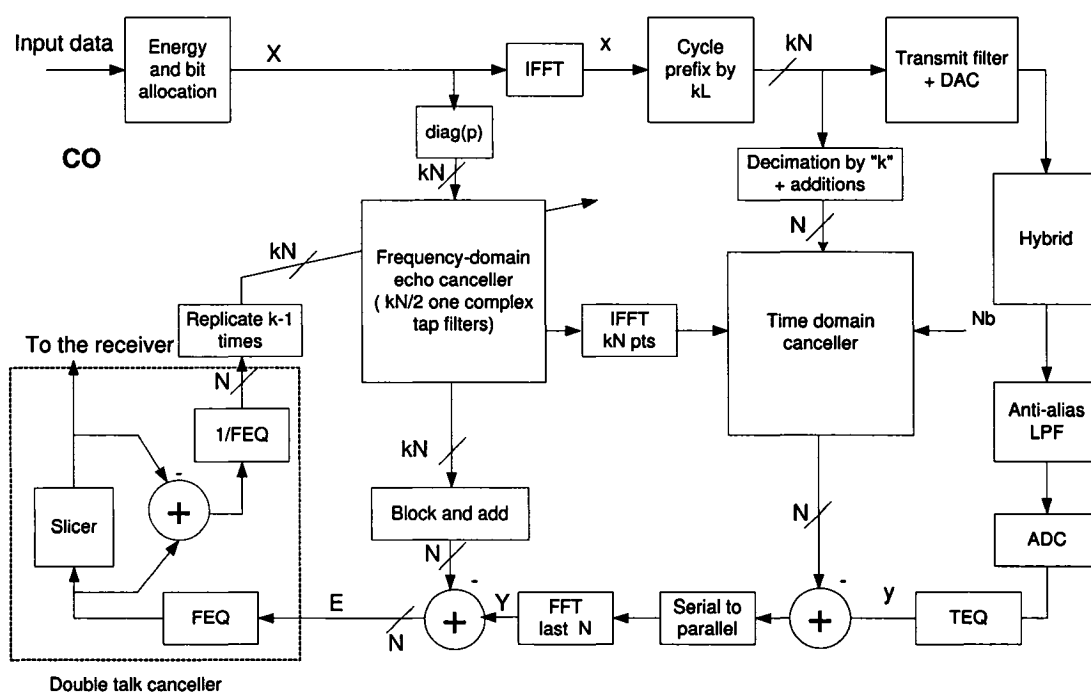 Input data
Energy
and bit
allocation
X
IFFT
x
Cycle
prefix by
kL
kN
Transmit filter
+ DAC
CO
diag(p)
kN
Decimation by "k"
+ additions
N
Hybrid
kN
Frequency-domain
echo canceller
( kN/2 one complex
tap filters)
Replicate k-1
times
IFFT
kN pts
Time domain
canceller
Nb
To the receiver
N
1/FEQ
Anti-alias
LPF
kN
-
+
Slicer
Block and add
N
N
ADC
-
-
E
Y
y
FEQ
N
+
FFT
last N
Serial to
parallel
+
TEQ
Double talk canceller